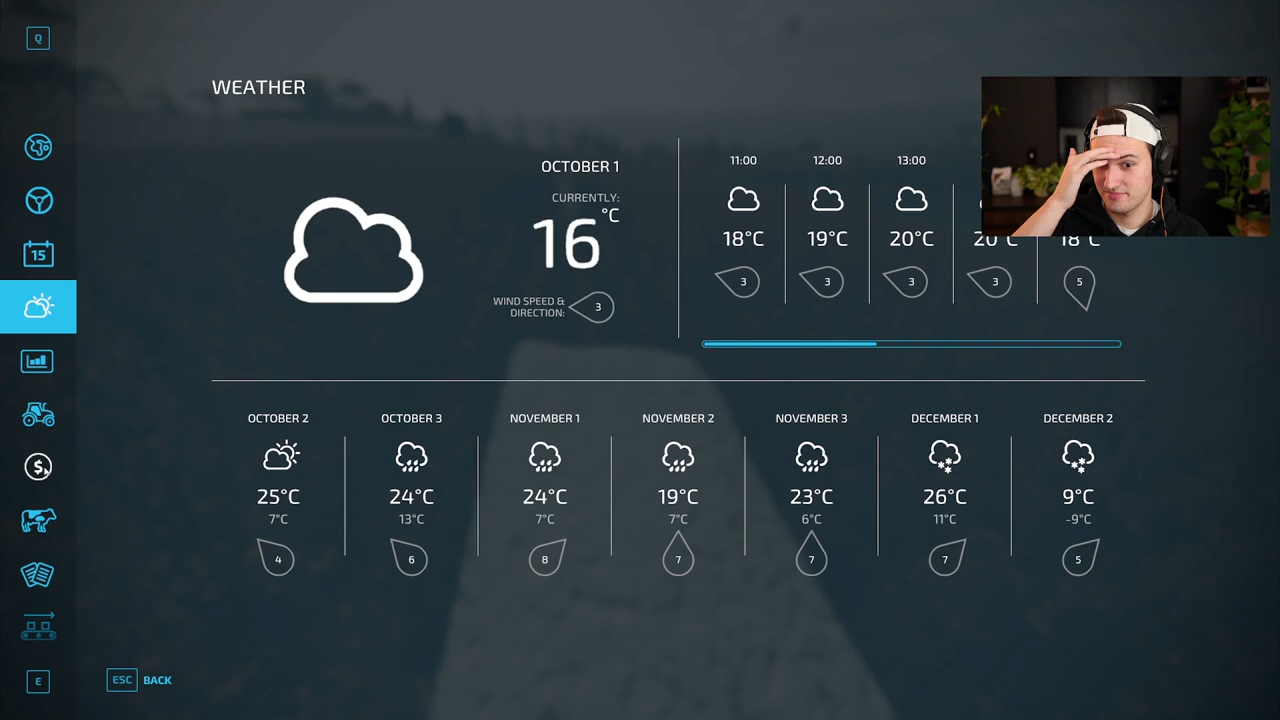 Q
WEATHER
OCTOBER 1
CURRENTLY:
16 °C
WIND SPEED &
DIRECTION:
3
11:00 12:00 13:00
18°C 19°C 20°C 20°C 18°C
3 3 3 3 5
15
$
OCTOBER 2 OCTOBER 3 NOVEMBER 1 NOVEMBER 2 NOVEMBER 3 DECEMBER 1 DECEMBER 2
25°C 24°C 24°C 19°C 23°C 26°C 9°C
7°C 13°C 7°C 7°C 6°C 11°C -9°C
4 6 8 7 7 7 5
E
ESC BACK